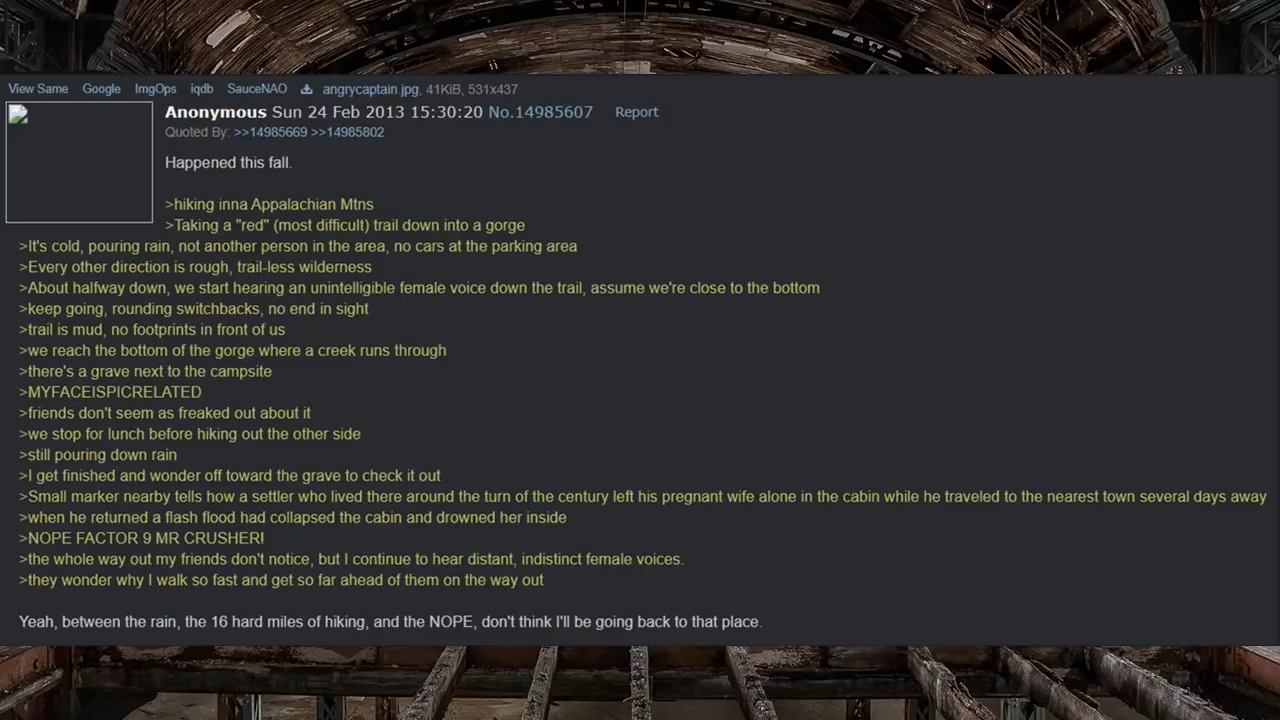 View Same Google ImgOps iqdb SauceNAO angrycaptain.jpg, 41KiB, 531x437
Anonymous Sun 24 Feb 2013 15:30:20 No.14985607 Report
Quoted By: >>14985669 >>14985802
Happened this fall.
>hiking inna Appalachian Mtns
>Taking a "red" (most difficult) trail down into a gorge
>It's cold, pouring rain, not another person in the area, no cars at the parking area
>Every other direction is rough, trail-less wilderness
>About halfway down, we start hearing an unintelligible female voice down the trail, assume we're close to the bottom
>keep going, rounding switchbacks, no end in sight
>trail is mud, no footprints in front of us
>we reach the bottom of the gorge where a creek runs through
>there's a grave next to the campsite
>MYFACEISPICRELATED
>friends don't seem as freaked out about it
>we stop for lunch before hiking out the other side
>still pouring down rain
>I get finished and wonder off toward the grave to check it out
>Small marker nearby tells how a settler who lived there around the turn of the century left his pregnant wife alone in the cabin while he traveled to the nearest town several days away
>when he returned a flash flood had collapsed the cabin and drowned her inside
>NOPE FACTOR 9 MR CRUSHER!
>the whole way out my friends don't notice, but I continue to hear distant, indistinct female voices.
>they wonder why I walk so fast and get so far ahead of them on the way out
Yeah, between the rain, the 16 hard miles of hiking, and the NOPE, don't think I'll be going back to that place.